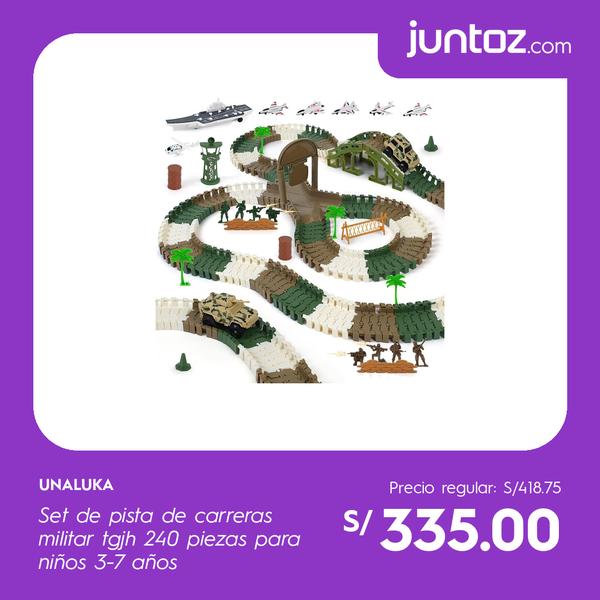 juntoz.com
UNALUKA
Set de pista de carreras
militar tgjh 240 piezas para
niños 3-7 años
Precio regular: S/418.75
S/ 335.00